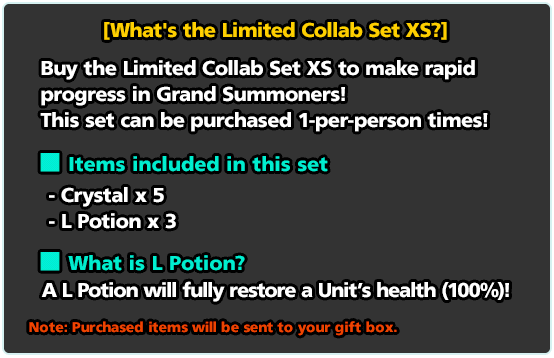 [What's the Limited Collab Set XS?]
Buy the Limited Collab Set XS to make rapid
progress in Grand Summoners!
This set can be purchased 1-per-person times!
■ Items included in this set
- Crystal x 5
- L Potion x 3
■ What is L Potion?
A L Potion will fully restore a Unit’s health (100%)!
Note: Purchased items will be sent to your gift box.